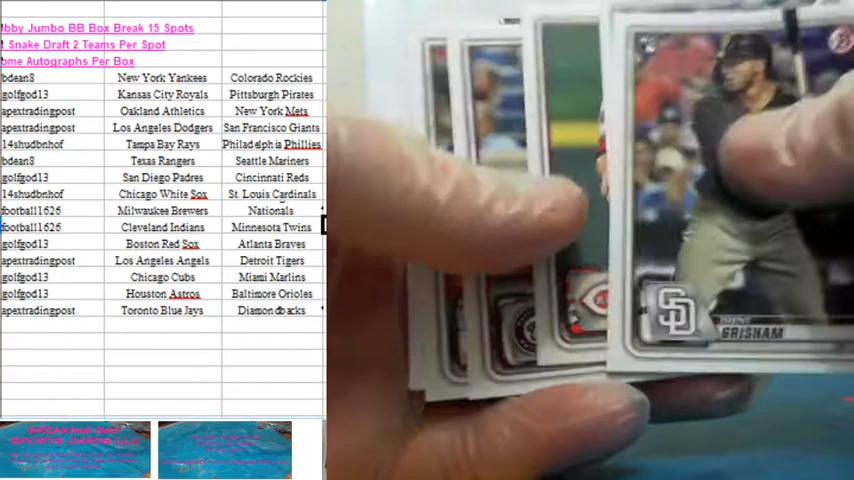 bby Jumbo BB Box Break 15 Spots
t Snake Draft 2 Teams Per Spot
ome Autographs Per Box
bdean8 New York Yankees Colorado Rockies
golfgod13 Kansas City Royals Pittsburgh Pirates
apextradingpost Oakland Athletics New York Mets
apextradingpost Los Angeles Dodgers San Francisco Giants
14shudbnhof Tampa Bay Rays Philadelphia Phillies
bdean8 Texas Rangers Seattle Mariners
golfgod13 San Diego Padres Cincinnati Reds
14shudbnhof Chicago White Sox St. Louis Cardinals
football1626 Milwaukee Brewers Nationals
football1626 Cleveland Indians Minnesota Twins
golfgod13 Boston Red Sox Atlanta Braves
apextradingpost Los Angeles Angels Detroit Tigers
golfgod13 Chicago Cubs Miami Marlins
golfgod13 Houston Astros Baltimore Orioles
apextradingpost Toronto Blue Jays Diamondbacks
SPORTS CARDS LLC
SD
TRENT
GRISHAM